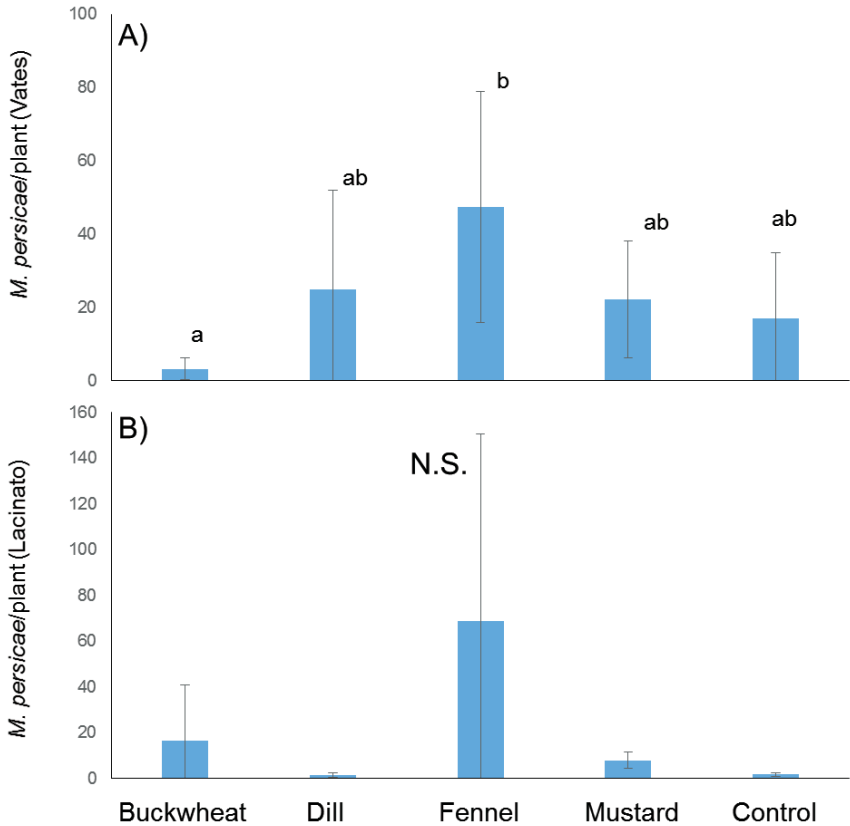 A)
M. persicae/plant (Vates)
100
80
60
40
20
0
a
ab
b
ab
ab
B)
M. persicae/plant (Lacinato)
160
140
120
100
80
60
40
20
0
N.S.
Buckwheat Dill Fennel Mustard Control